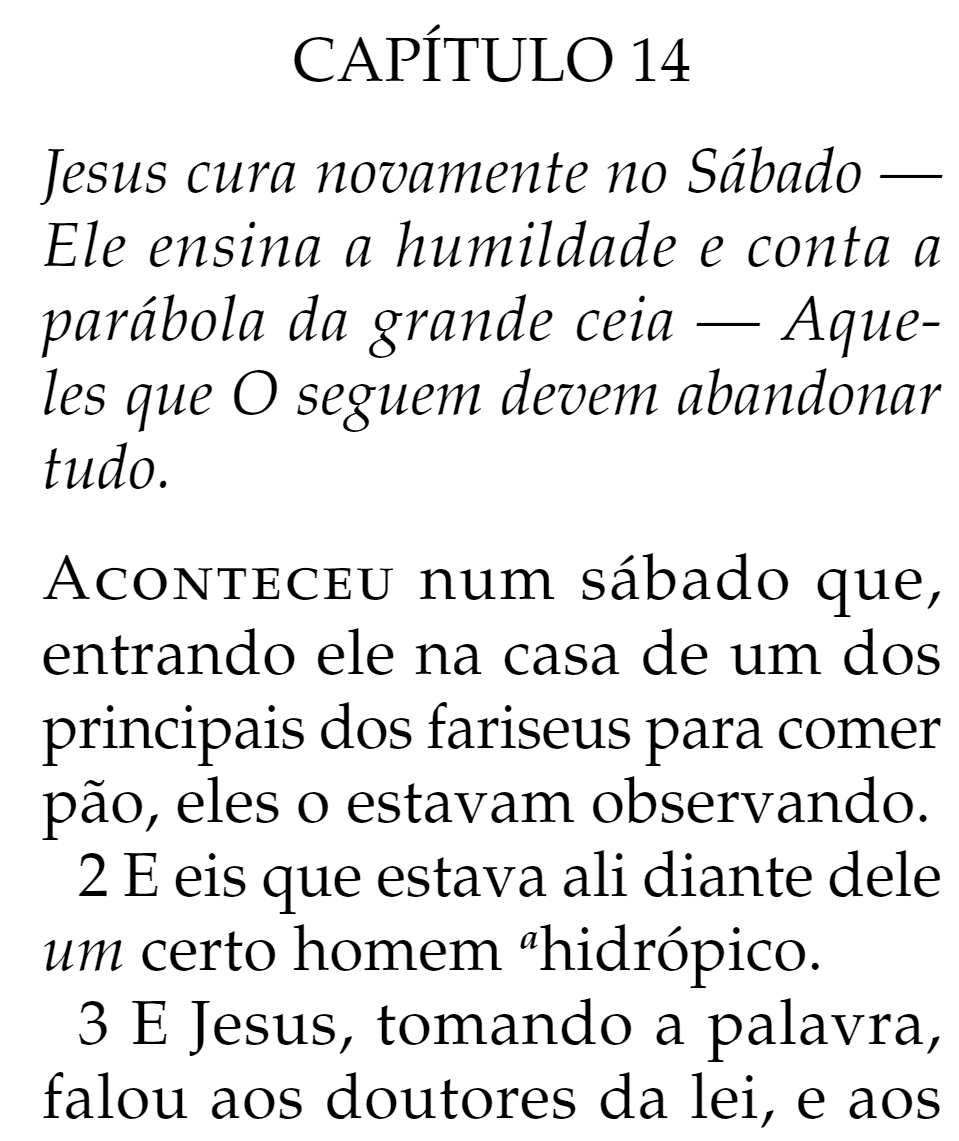 CAPÍTULO 14
Jesus cura novamente no Sábado —
Ele ensina a humildade e conta a
parábola da grande ceia — Aque-
les que O seguem devem abandonar
tudo.
Aconteceu num sábado que,
entrando ele na casa de um dos
principais dos fariseus para comer
pão, eles o estavam observando.
2 E eis que estava ali diante dele
um certo homem ᵃhidrópico.
3 E Jesus, tomando a palavra,
falou aos doutores da lei, e aos